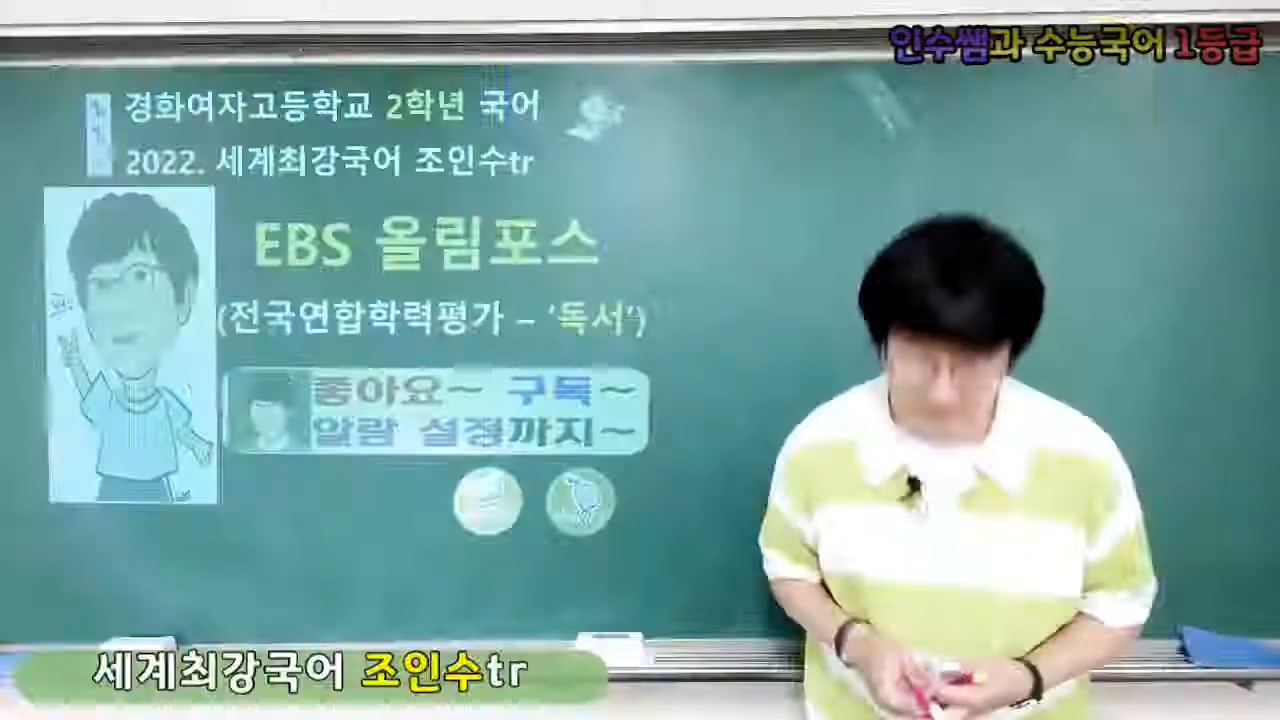 인수쌤과 수능국어 1등급
경화여자고등학교 2학년 국어
2022. 세계최강국어 조인수tr
EBS 올림포스
(전국연합학력평가 – '독서')
좋아요~ 구독~
알람 설정까지~
세계최강국어 조인수tr